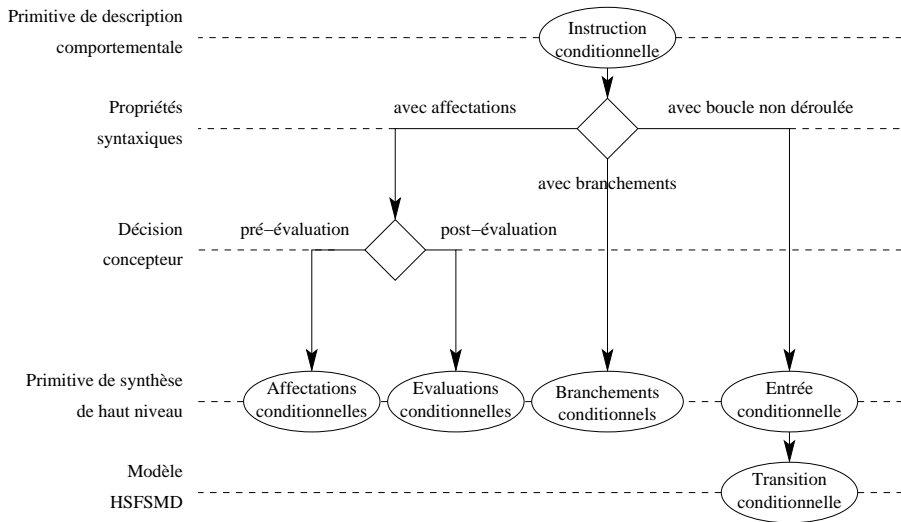 Primitive de description
comportementale
Instruction
conditionnelle
Propriétés
syntaxiques
avec affectations
avec boucle non déroulée
avec branchements
Décision
concepteur
pré−évaluation
post−évaluation
Primitive de synthèse
de haut niveau
Affectations
conditionnelles
Evaluations
conditionnelles
Branchements
conditionnels
Entrée
conditionnelle
Modèle
HSFSMD
Transition
conditionnelle